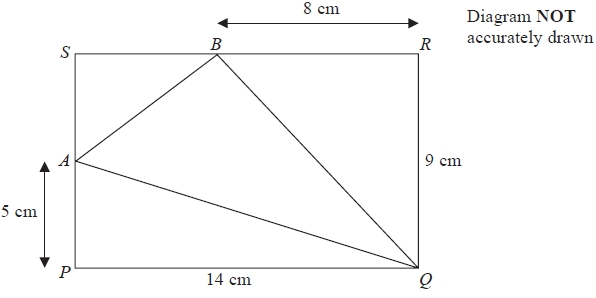 8 cm
Diagram NOT
accurately drawn
S
B
R
A
9 cm
5 cm
P
14 cm
Q